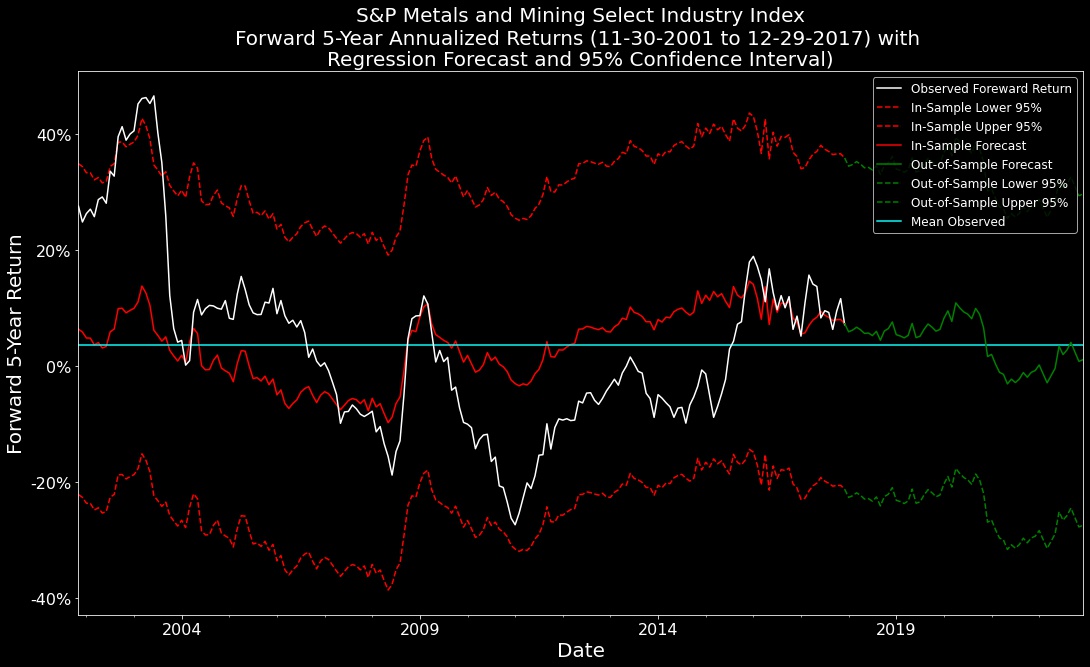 S&P Metals and Mining Select Industry Index
Forward 5-Year Annualized Returns (11-30-2001 to 12-29-2017) with
Regression Forecast and 95% Confidence Interval)
Observed Foreward Return
In-Sample Lower 95%
In-Sample Upper 95%
In-Sample Forecast
Out-of-Sample Forecast
Out-of-Sample Lower 95%
Out-of-Sample Upper 95%
Mean Observed
Forward 5-Year Return
40%
20%
0%
-20%
-40%
2004
2009
2014
2019
Date